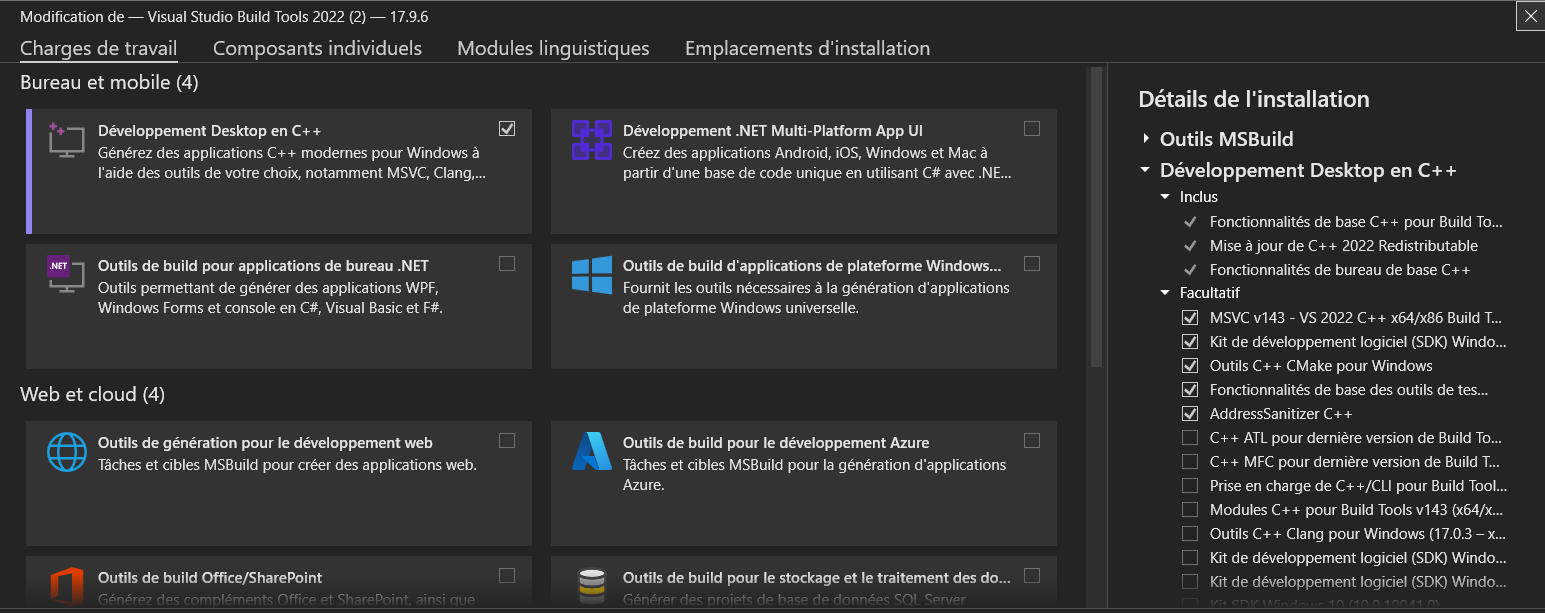 Modification de — Visual Studio Build Tools 2022 (2) — 17.9.6
Charges de travail Composants individuels Modules linguistiques Emplacements d'installation
Bureau et mobile (4)
Développement Desktop en C++
Générez des applications C++ modernes pour Windows à
l'aide des outils de votre choix, notamment MSVC, Clang,...
Développement .NET Multi-Platform App UI
Créez des applications Android, iOS, Windows et Mac à
partir d'une base de code unique en utilisant C# avec .NE...
.NET
Outils de build pour applications de bureau .NET
Outils permettant de générer des applications WPF,
Windows Forms et console en C#, Visual Basic et F#.
Outils de build d'applications de plateforme Windows...
Fournit les outils nécessaires à la génération d'applications
de plateforme Windows universelle.
Web et cloud (4)
Outils de génération pour le développement web
Tâches et cibles MSBuild pour créer des applications web.
Outils de build pour le développement Azure
Tâches et cibles MSBuild pour la génération d'applications
Azure.
Outils de build Office/SharePoint
Générez des compléments Office et SharePoint, ainsi que
Outils de build pour le stockage et le traitement des do...
Générer des projets de base de données SQL Server
Détails de l'installation
Outils MSBuild
Développement Desktop en C++
Inclus
Fonctionnalités de base C++ pour Build To...
Mise à jour de C++ 2022 Redistributable
Fonctionnalités de bureau de base C++
Facultatif
MSVC v143 - VS 2022 C++ x64/x86 Build T...
Kit de développement logiciel (SDK) Windo...
Outils C++ CMake pour Windows
Fonctionnalités de base des outils de tes...
AddressSanitizer C++
C++ ATL pour dernière version de Build To...
C++ MFC pour dernière version de Build T...
Prise en charge de C++/CLI pour Build Tool...
Modules C++ pour Build Tools v143 (x64/x...
Outils C++ Clang pour Windows (17.0.3 – x...
Kit de développement logiciel (SDK) Windo...
Kit de développement logiciel (SDK) Windo...
Kit SDK Windows 10 (10.0.19041.0)